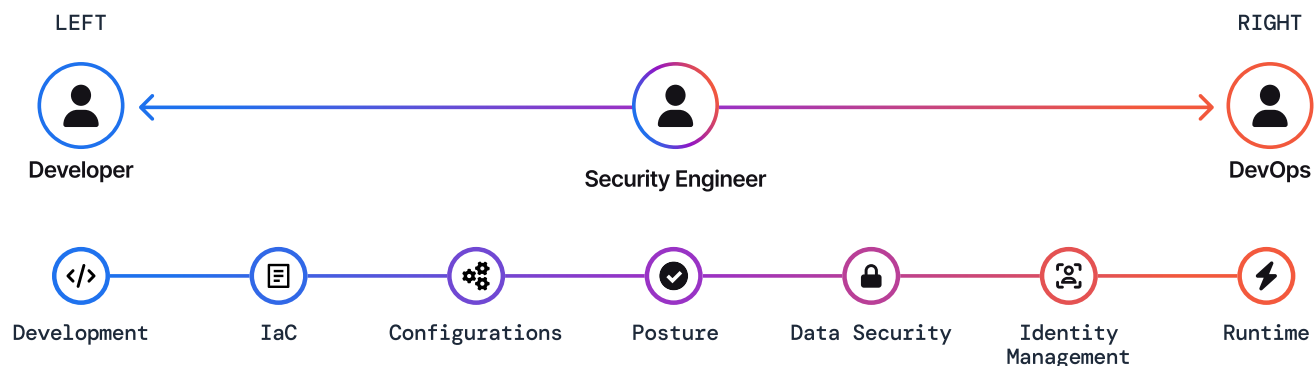 LEFT
RIGHT
Developer
Security Engineer
DevOps
Development
IaC
Configurations
Posture
Data Security
Identity
Management
Runtime